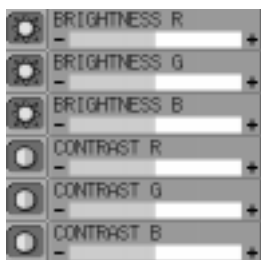 BRIGHTNESS R
- +
BRIGHTNESS G
- +
BRIGHTNESS B
- +
CONTRAST R
- +
CONTRAST G
- +
CONTRAST B
- +